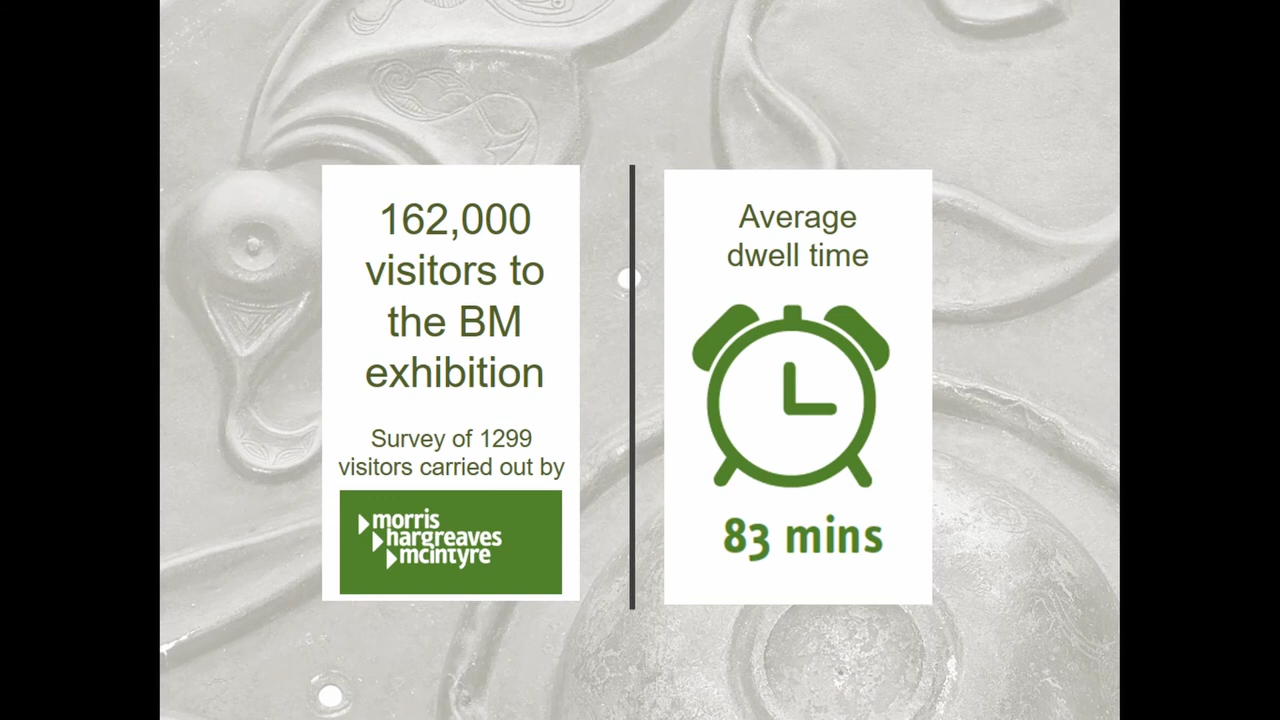 162,000
visitors to
the BM
exhibition
Survey of 1299
visitors carried out by
morris
hargreaves
mcintyre
Average
dwell time
83 mins